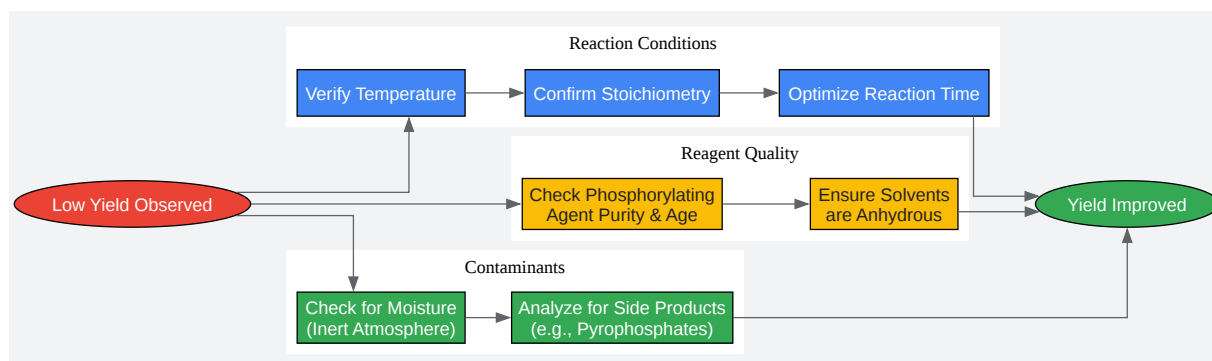 Reaction Conditions
Verify Temperature
Confirm Stoichiometry
Optimize Reaction Time
Reagent Quality
Low Yield Observed
Check Phosphorylating
Agent Purity & Age
Ensure Solvents
are Anhydrous
Yield Improved
Contaminants
Check for Moisture
(Inert Atmosphere)
Analyze for Side Products
(e.g., Pyrophosphates)